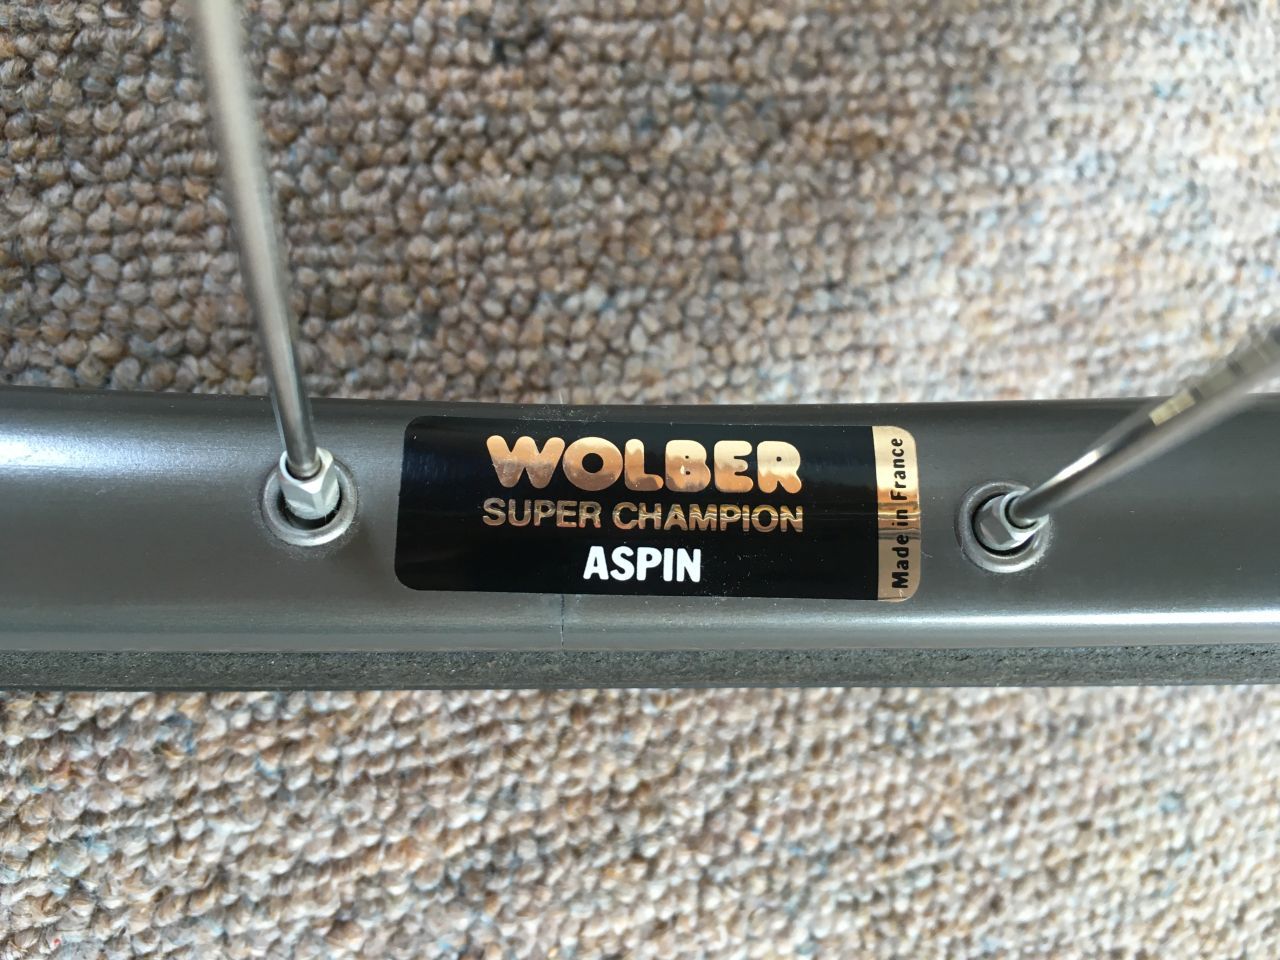 WOLBER
SUPER CHAMPION
ASPIN
Made in France